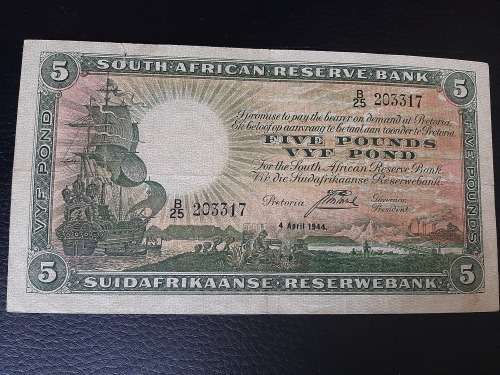 5 SOUTH AFRICAN RESERVE BANK 5
B/25 203317
I promise to pay the bearer on demand at Pretoria
Ek beloof op aanvraag te betaal aan toonder te Pretoria
FIVE POUNDS
VYF POND
For the South African Reserve Bank.
Vir die Suidafrikaanse Reserwebank.
B/25 203317
Pretoria
Governor
President
4 April 1944.
VYF POND
FIVE POUNDS
5 SUIDAFRIKAANSE RESERWEBANK 5